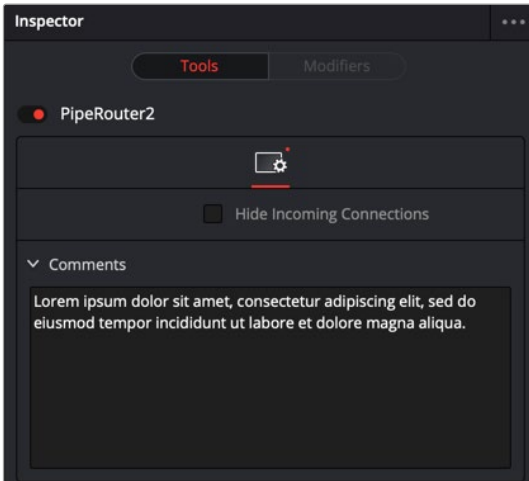 Inspector
Tools
Modifiers
PipeRouter2
Hide Incoming Connections
Comments
Lorem ipsum dolor sit amet, consectetur adipiscing elit, sed do
eiusmod tempor incididunt ut labore et dolore magna aliqua.